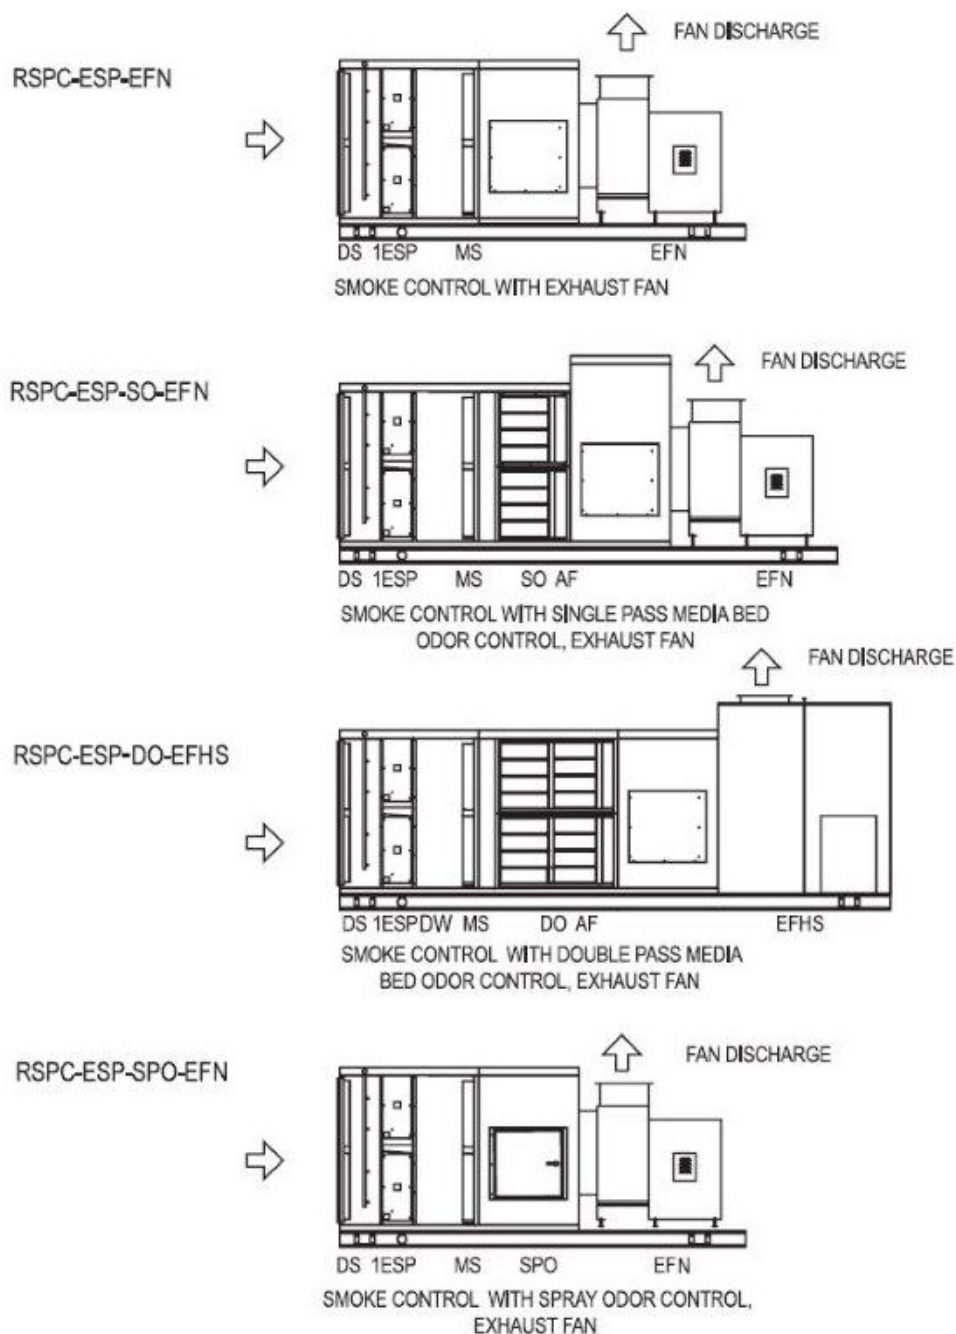 FAN DISCHARGE
RSPC-ESP-EFN
DS 1ESP MS EFN
SMOKE CONTROL WITH EXHAUST FAN
FAN DISCHARGE
RSPC-ESP-SO-EFN
DS 1ESP MS SO AF EFN
SMOKE CONTROL WITH SINGLE PASS MEDIA BED
ODOR CONTROL, EXHAUST FAN
FAN DISCHARGE
RSPC-ESP-DO-EFHS
DS 1ESP DW MS DO AF EFHS
SMOKE CONTROL WITH DOUBLE PASS MEDIA
BED ODOR CONTROL, EXHAUST FAN
FAN DISCHARGE
RSPC-ESP-SPO-EFN
DS 1ESP MS SPO EFN
SMOKE CONTROL WITH SPRAY ODOR CONTROL,
EXHAUST FAN